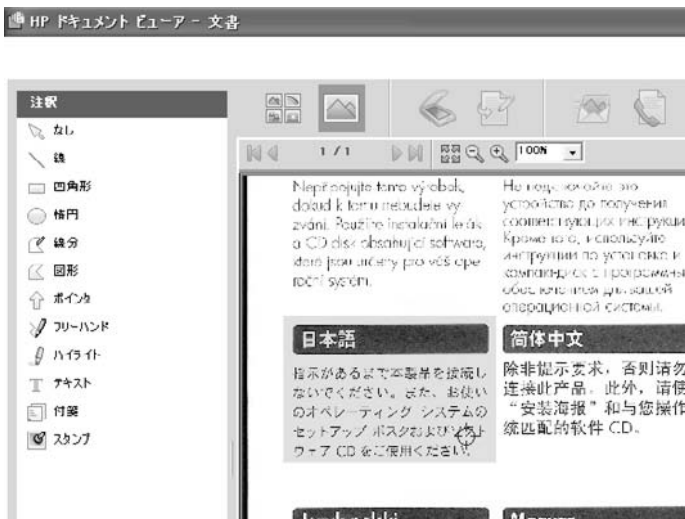 HP ドキュメント ビューア - 文書
注釈
なし
線
四角形
楕円
線分
図形
ポインタ
フリーハンド
ハイライト
テキスト
付箋
スタンプ
1 / 1
100%
Nepřipojujte tento výrobek,
dokud k tomu nebudete vy
zváni. Použijte instalační leták
a CD disk obsahující software,
které jsou určeny pro váš ope
rační systém.
Не подключайте это
устройство до получения
соответствующих инструкци
Кроме того, используйте
инструкции по установке и
компакт-диск с программны
обеспечением для вашей
операционной системы.
日本語
指示があるまで本製品を接続し
ないでください。また、お使い
のオペレーティング システムの
セットアップ ポスタおよびソフト
ウェア CD をご使用ください。
简体中文
除非提示要求，否则请勿
连接此产品。此外，请使
“安装海报”和与您操作
统匹配的软件 CD。